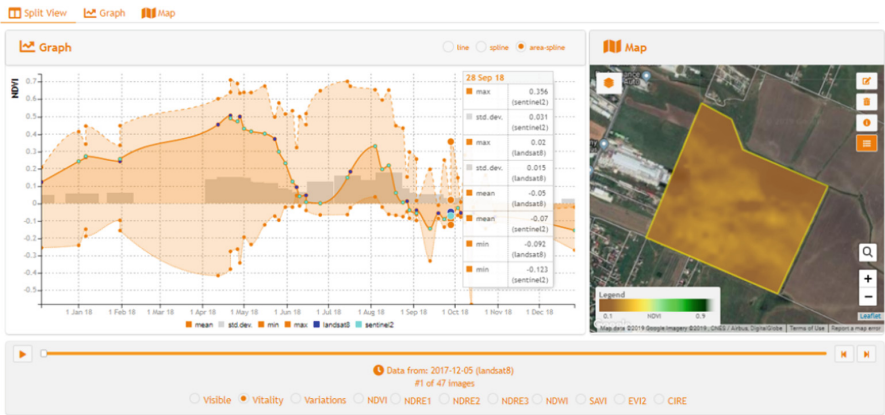 Split View Graph Map
Graph
line spline area-spline
Map
NDVI
0.7
0.6
0.5
0.4
0.3
0.2
0.1
0
-0.1
-0.2
-0.3
-0.4
-0.5
28 Sep 18
max 0.356 (sentinel2)
std.dev. 0.031 (sentinel2)
max 0.02 (landsat8)
std.dev. 0.015 (landsat8)
mean -0.05 (landsat8)
mean -0.07 (sentinel2)
min -0.092 (landsat8)
min -0.123 (sentinel2)
1 Jan 18 1 Feb 18 1 Mar 18 1 Apr 18 1 May 18 1 Jun 18 1 Jul 18 1 Aug 18 1 Sep 18 1 Oct 18 1 Nov 18 1 Dec 18
mean std.dev. min max landsat8 sentinel2
+
−
Legend
0.1 NDVI 0.9
Leaflet
Map data ©2019 Google Imagery ©2019, CNES / Airbus, DigitalGlobe Terms of Use Report a map error
Data from: 2017-12-05 (landsat8)
#1 of 47 images
Visible Vitality Variations NDVI NDRE1 NDRE2 NDRE3 NDWI SAVI EVI2 CIRE